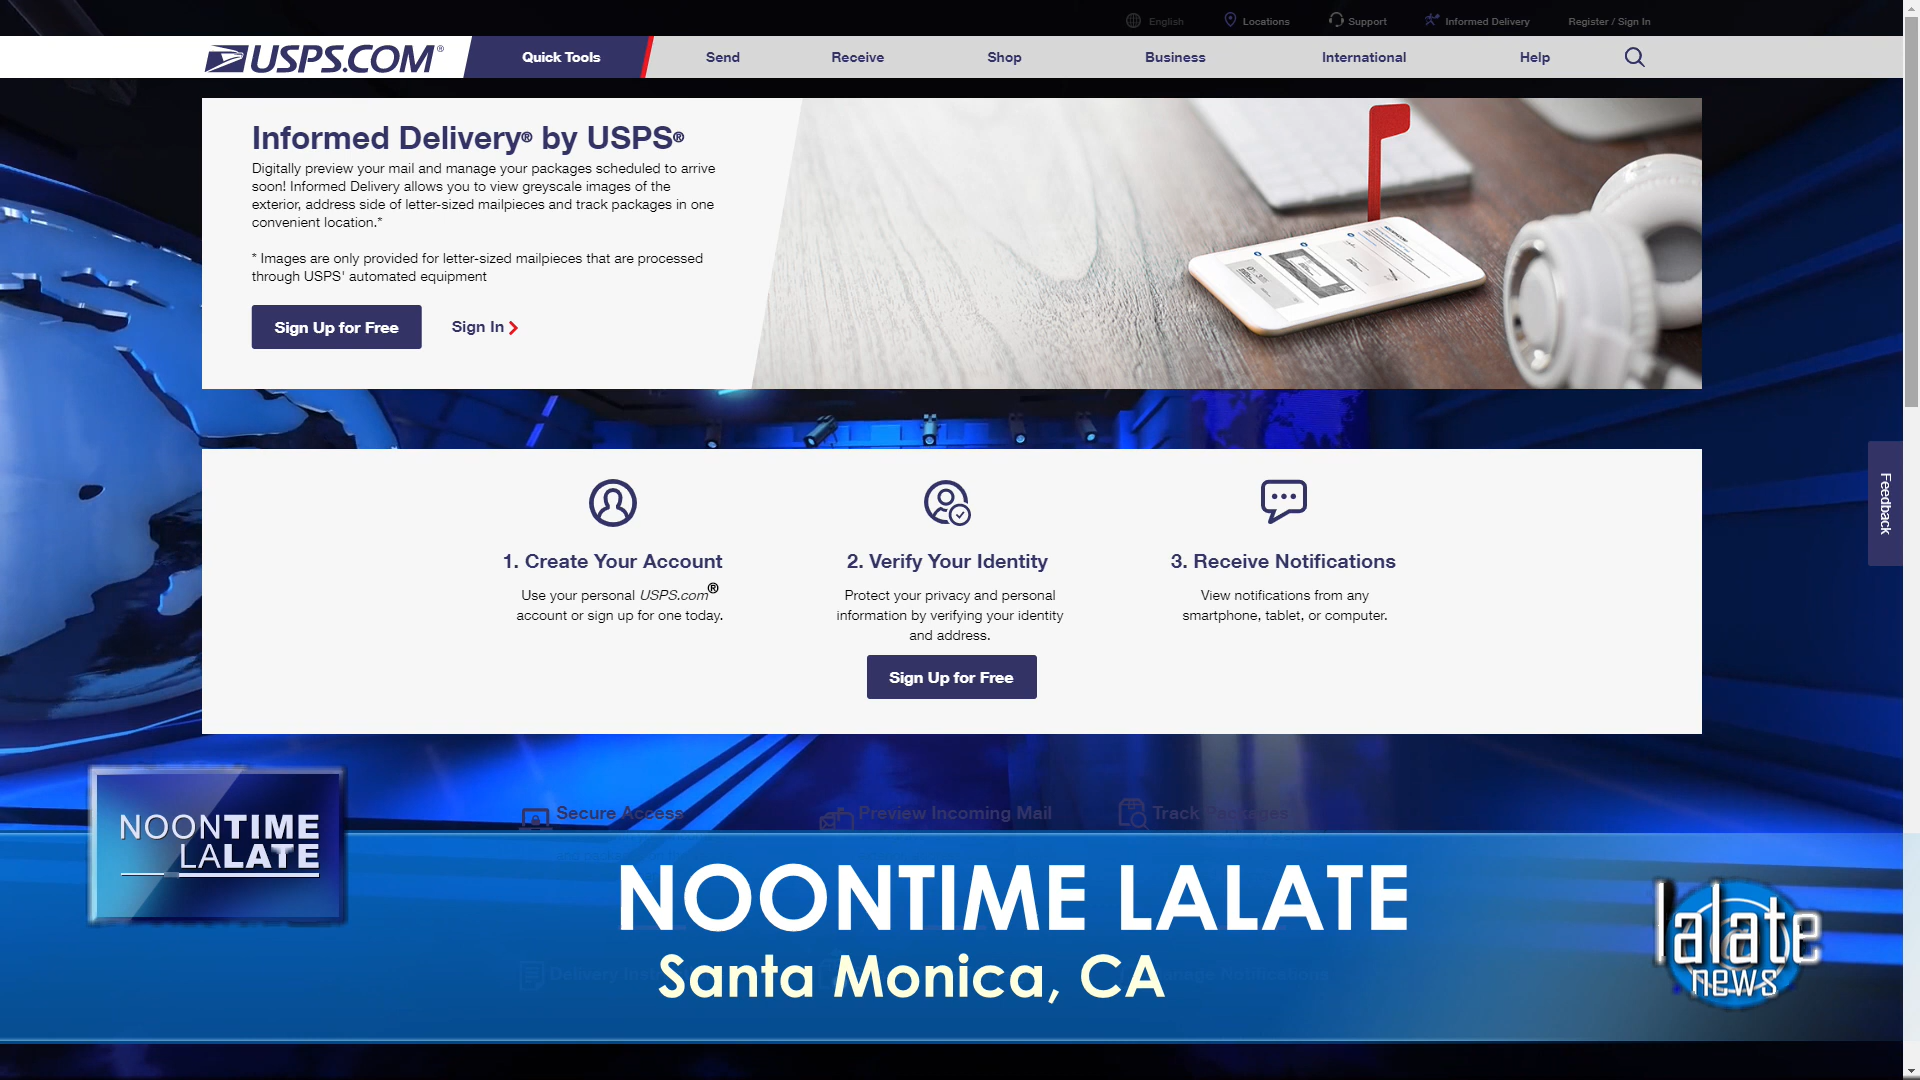 English
Locations
Support
Informed Delivery
Register / Sign In
USPS.COM®
Quick Tools
Send
Receive
Shop
Business
International
Help
Informed Delivery® by USPS®
Digitally preview your mail and manage your packages scheduled to arrive
soon! Informed Delivery allows you to view greyscale images of the
exterior, address side of letter-sized mailpieces and track packages in one
convenient location.*
* Images are only provided for letter-sized mailpieces that are processed
through USPS' automated equipment
Sign Up for Free
Sign In
Feedback
1. Create Your Account
Use your personal USPS.com®
account or sign up for one today.
2. Verify Your Identity
Protect your privacy and personal
information by verifying your identity
and address.
Sign Up for Free
3. Receive Notifications
View notifications from any
smartphone, tablet, or computer.
Secure Access
Preview Incoming Mail
Track Packages
NOONTIME
LALATE
NOONTIME LALATE
Santa Monica, CA
lalate
news